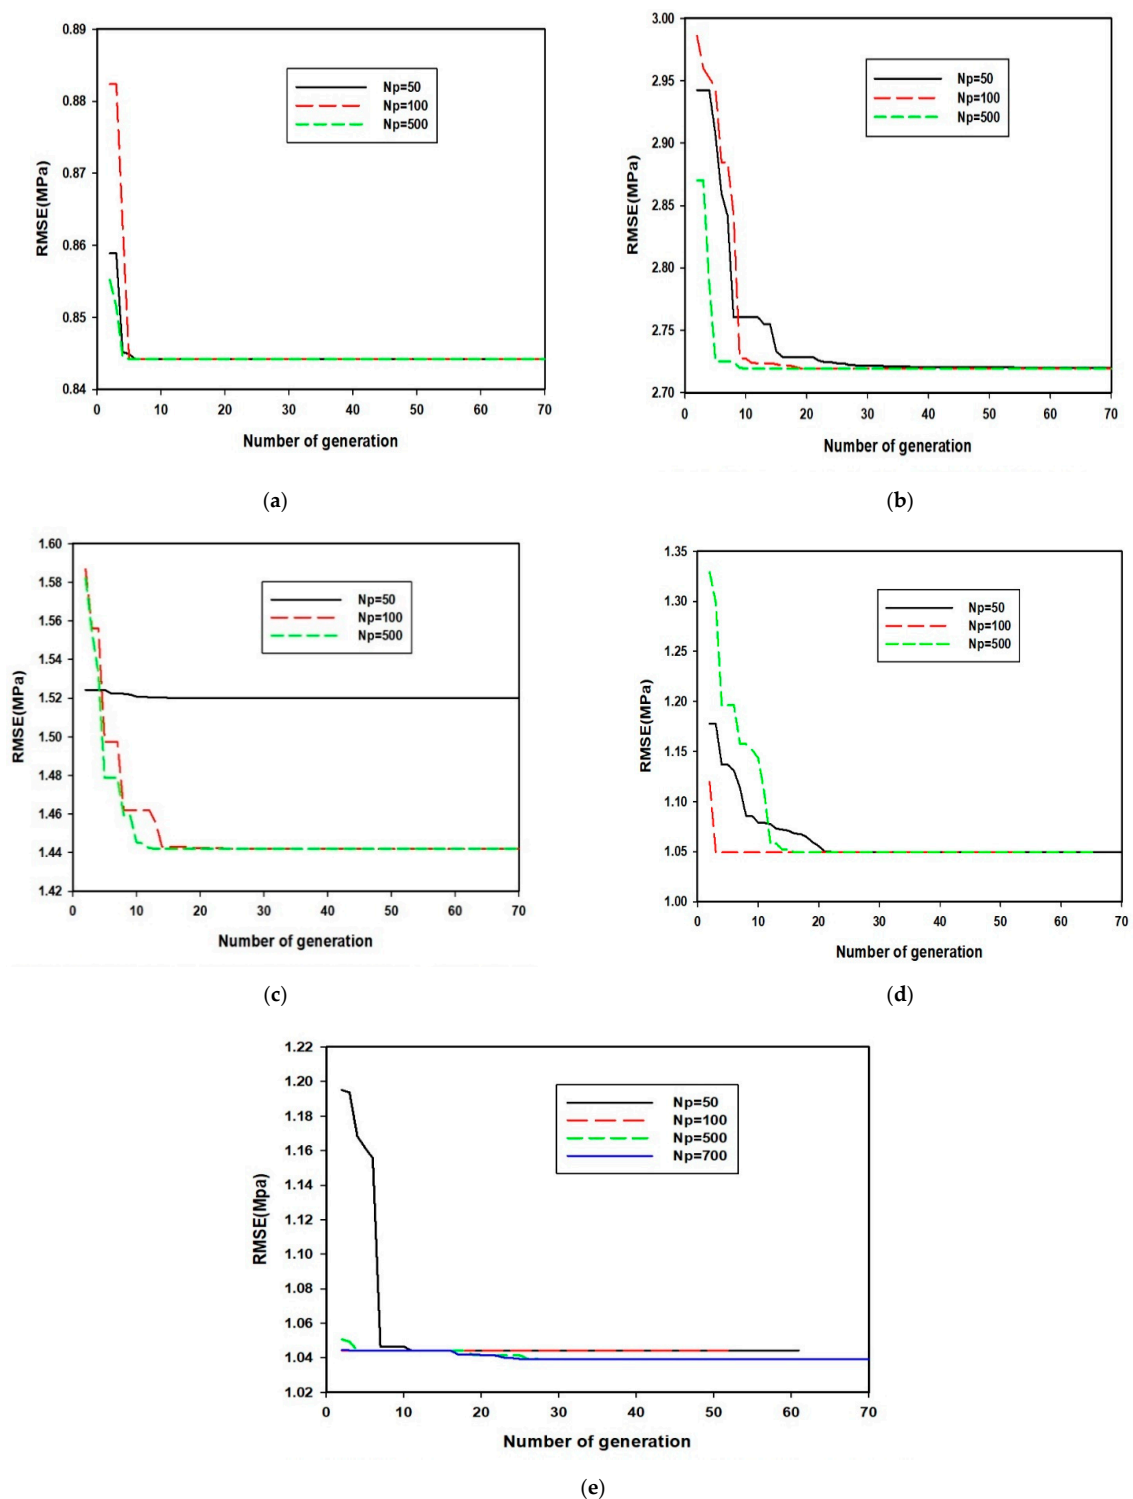 0.89
0.88
0.87
0.86
0.85
0.84
RMSE(MPa)
Np=50
Np=100
Np=500
0 10 20 30 40 50 60 70
Number of generation
(a)
3.00
2.95
2.90
2.85
2.80
2.75
2.70
RMSE(MPa)
Np=50
Np=100
Np=500
0 10 20 30 40 50 60 70
Number of generation
(b)
1.60
1.58
1.56
1.54
1.52
1.50
1.48
1.46
1.44
1.42
RMSE(MPa)
Np=50
Np=100
Np=500
0 10 20 30 40 50 60 70
Number of generation
(c)
1.35
1.30
1.25
1.20
1.15
1.10
1.05
1.00
RMSE(MPa)
Np=50
Np=100
Np=500
0 10 20 30 40 50 60 70
Number of generation
(d)
1.22
1.20
1.18
1.16
1.14
1.12
1.10
1.08
1.06
1.04
1.02
RMSE(Mpa)
Np=50
Np=100
Np=500
Np=700
0 10 20 30 40 50 60 70
Number of generation
(e)